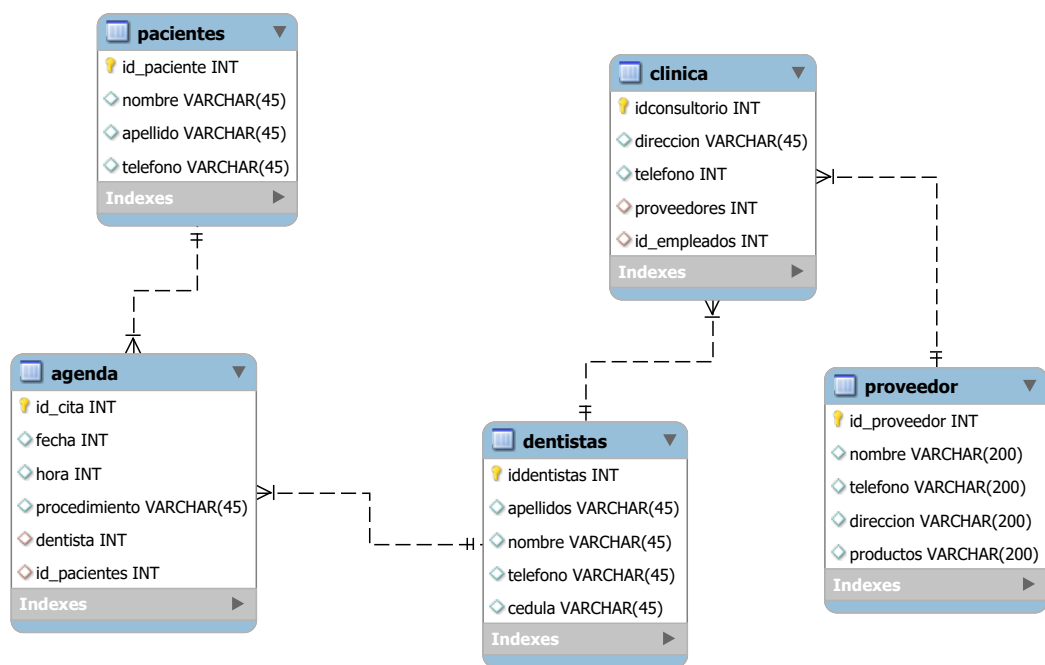 pacientes
id_paciente INT
nombre VARCHAR(45)
apellido VARCHAR(45)
telefono VARCHAR(45)
Indexes
clinica
idconsultorio INT
direccion VARCHAR(45)
telefono INT
proveedores INT
id_empleados INT
Indexes
agenda
id_cita INT
fecha INT
hora INT
procedimiento VARCHAR(45)
dentista INT
id_pacientes INT
Indexes
dentistas
iddentistas INT
apellidos VARCHAR(45)
nombre VARCHAR(45)
telefono VARCHAR(45)
cedula VARCHAR(45)
Indexes
proveedor
id_proveedor INT
nombre VARCHAR(200)
telefono VARCHAR(200)
direccion VARCHAR(200)
productos VARCHAR(200)
Indexes